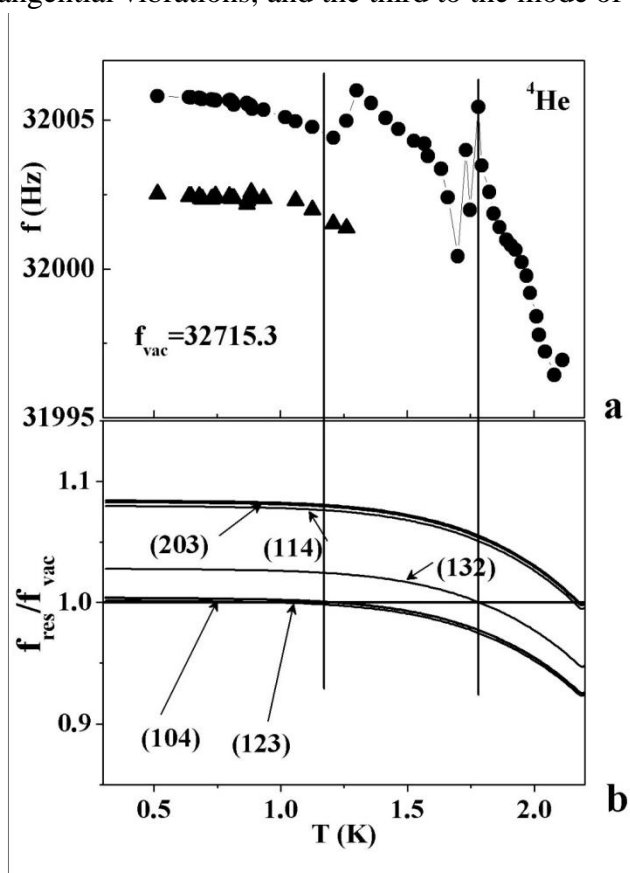 angential vibrations, and the third to the mode of
⁴He
32005
32000
31995
f (Hz)
f_vac=32715.3
a
1.1
1.0
0.9
f_res/f_vac
(203)
(114)
(132)
(104)
(123)
b
0.5 1.0 1.5 2.0
T (K)